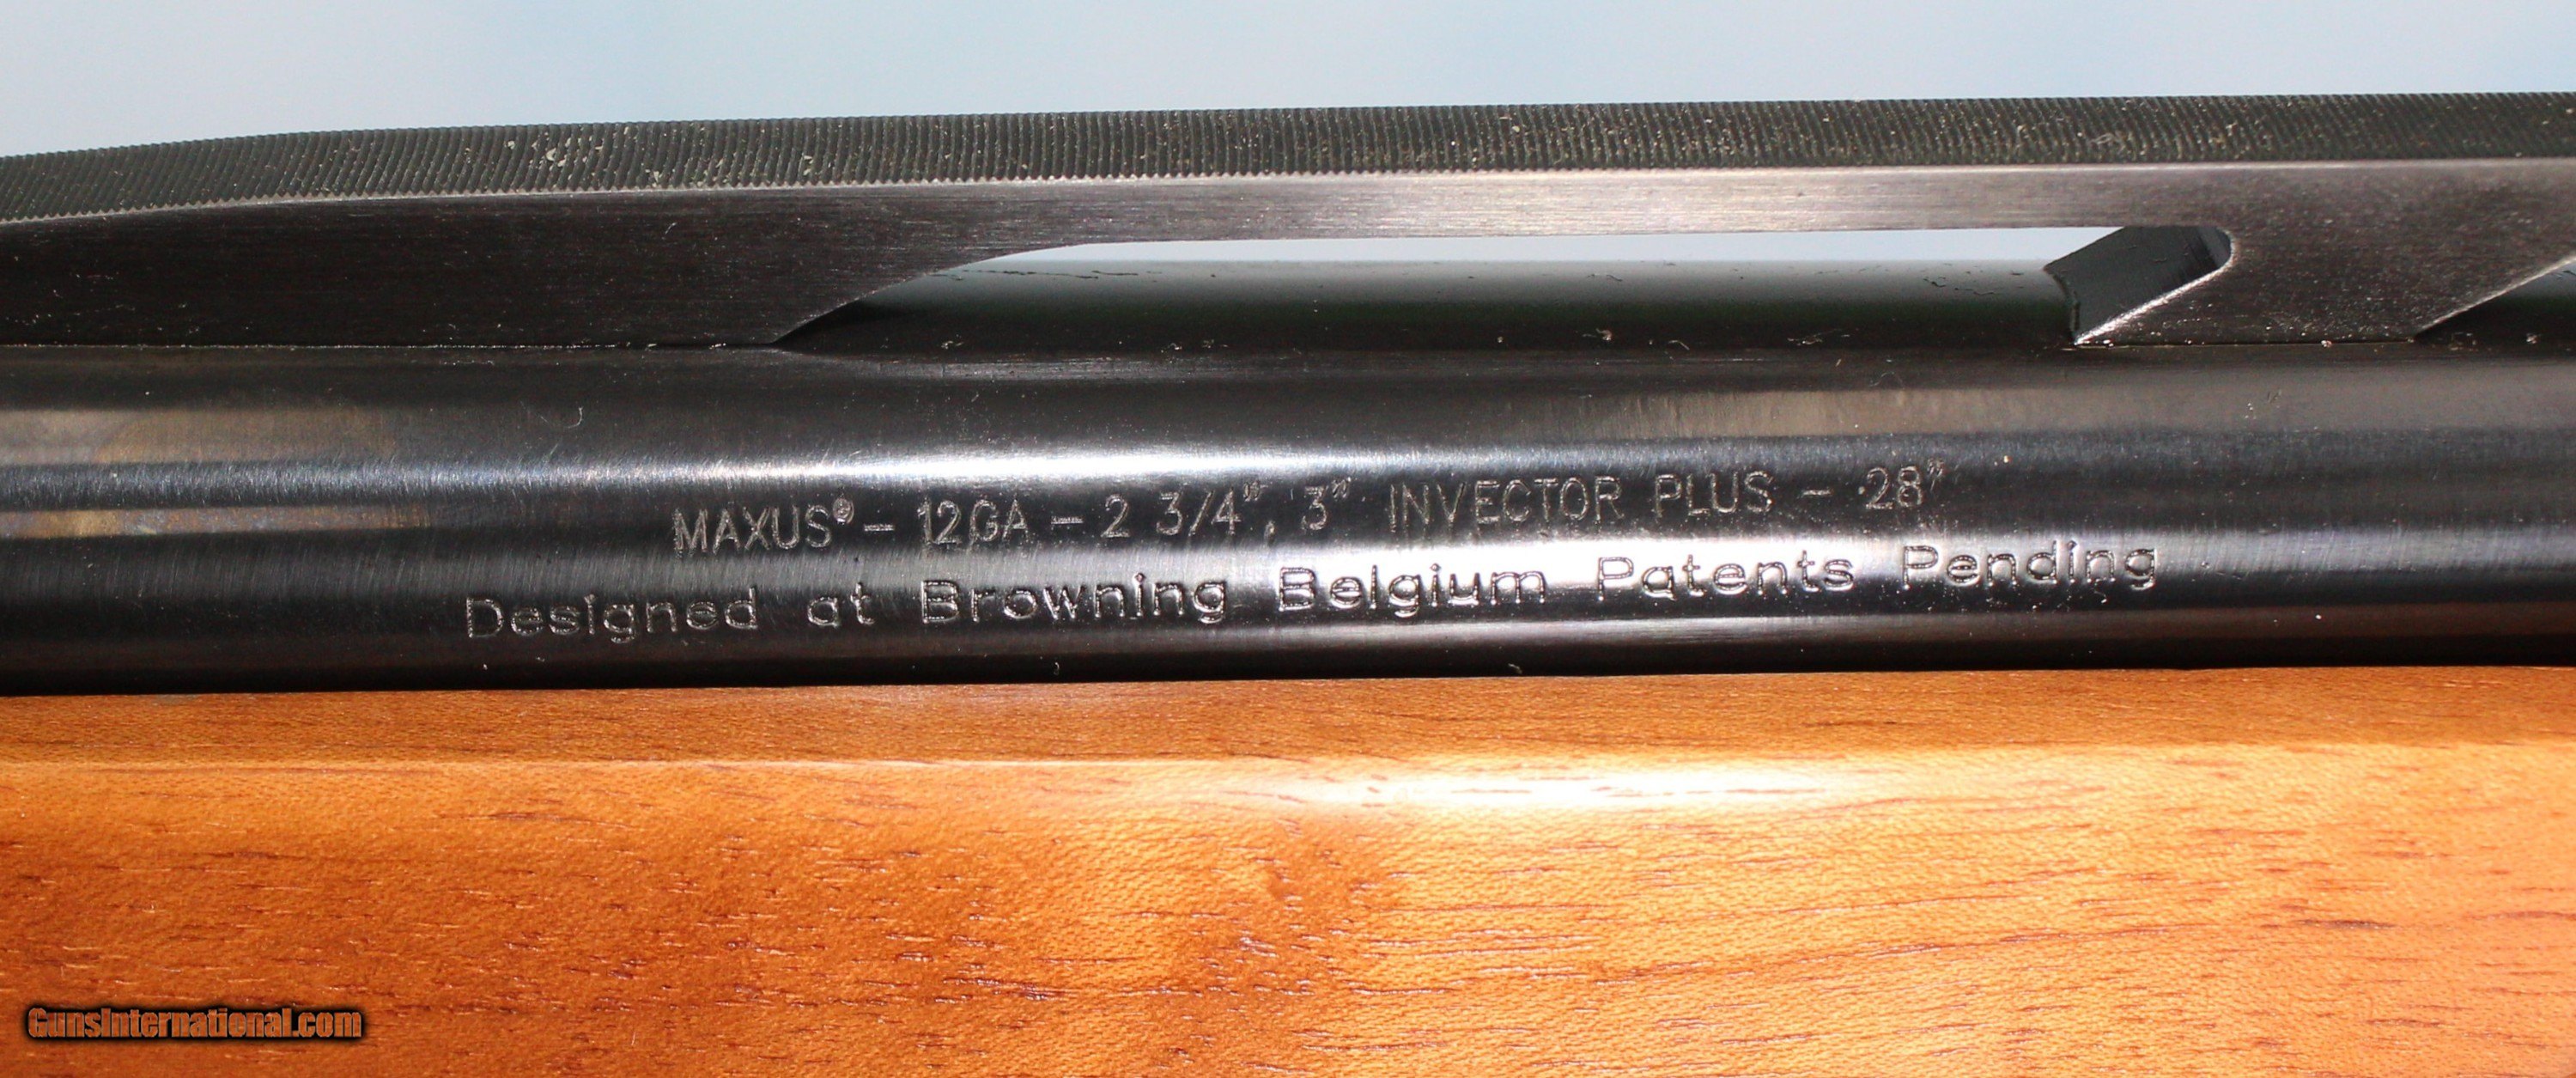 MAXUS® - 12GA - 2 3/4", 3" INVECTOR PLUS - 28"
Designed at Browning Belgium Patents Pending
GunsInternational.com